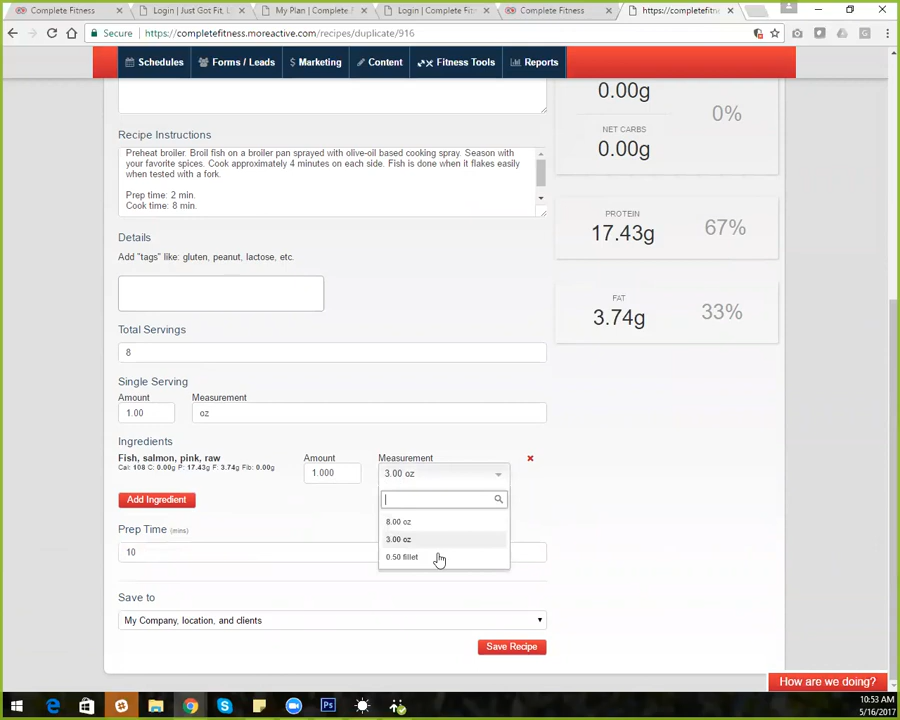 Complete Fitness
Login | Just Got Fit, L
My Plan | Complete F
Login | Complete Fitn
Complete Fitness
https://completefitn
Secure https://completefitness.moreactive.com/recipes/duplicate/916
Schedules Forms / Leads Marketing Content Fitness Tools Reports
0.00g
0%
NET CARBS
0.00g
Recipe Instructions
Preheat broiler. Broil fish on a broiler pan sprayed with olive-oil based cooking spray. Season with
your favorite spices. Cook approximately 4 minutes on each side. Fish is done when it flakes easily
when tested with a fork.
Prep time: 2 min.
Cook time: 8 min.
PROTEIN
17.43g
67%
Details
Add "tags" like: gluten, peanut, lactose, etc.
FAT
3.74g
33%
Total Servings
8
Single Serving
Amount Measurement
1.00 oz
Ingredients
Fish, salmon, pink, raw Amount Measurement
Cal: 108 C: 0.00g P: 17.43g F: 3.74g Fib: 0.00g
1.000 3.00 oz
Add Ingredient
8.00 oz
3.00 oz
0.50 fillet
Prep Time (mins)
10
Save to
My Company, location, and clients
Save Recipe
How are we doing?
10:53 AM
5/16/2017